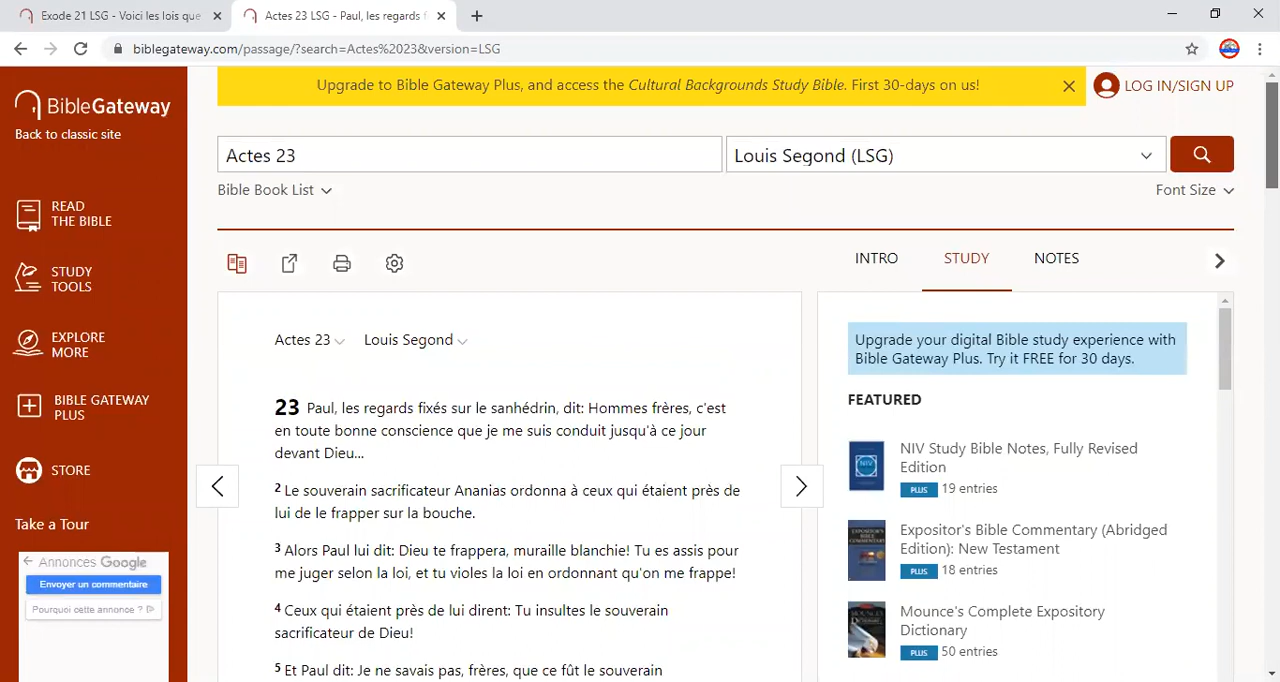 Exode 21 LSG - Voici les lois que
Actes 23 LSG - Paul, les regards f
biblegateway.com/passage/?search=Actes%2023&version=LSG
Upgrade to Bible Gateway Plus, and access the Cultural Backgrounds Study Bible. First 30-days on us!
LOG IN/SIGN UP
BibleGateway
Back to classic site
READ
THE BIBLE
STUDY
TOOLS
EXPLORE
MORE
BIBLE GATEWAY
PLUS
STORE
Take a Tour
Annonces Google
Envoyer un commentaire
Pourquoi cette annonce ?
Actes 23
Louis Segond (LSG)
Bible Book List
Font Size
INTRO
STUDY
NOTES
Actes 23
Louis Segond
23 Paul, les regards fixés sur le sanhédrin, dit: Hommes frères, c'est
en toute bonne conscience que je me suis conduit jusqu'à ce jour
devant Dieu...
2 Le souverain sacrificateur Ananias ordonna à ceux qui étaient près de
lui de le frapper sur la bouche.
3 Alors Paul lui dit: Dieu te frappera, muraille blanchie! Tu es assis pour
me juger selon la loi, et tu violes la loi en ordonnant qu'on me frappe!
4 Ceux qui étaient près de lui dirent: Tu insultes le souverain
sacrificateur de Dieu!
5 Et Paul dit: Je ne savais pas, frères, que ce fût le souverain
Upgrade your digital Bible study experience with
Bible Gateway Plus. Try it FREE for 30 days.
FEATURED
NIV
NIV Study Bible Notes, Fully Revised
Edition
PLUS 19 entries
Expositor's Bible Commentary (Abridged
Edition): New Testament
PLUS 18 entries
Mounce's Complete Expository
Dictionary
PLUS 50 entries